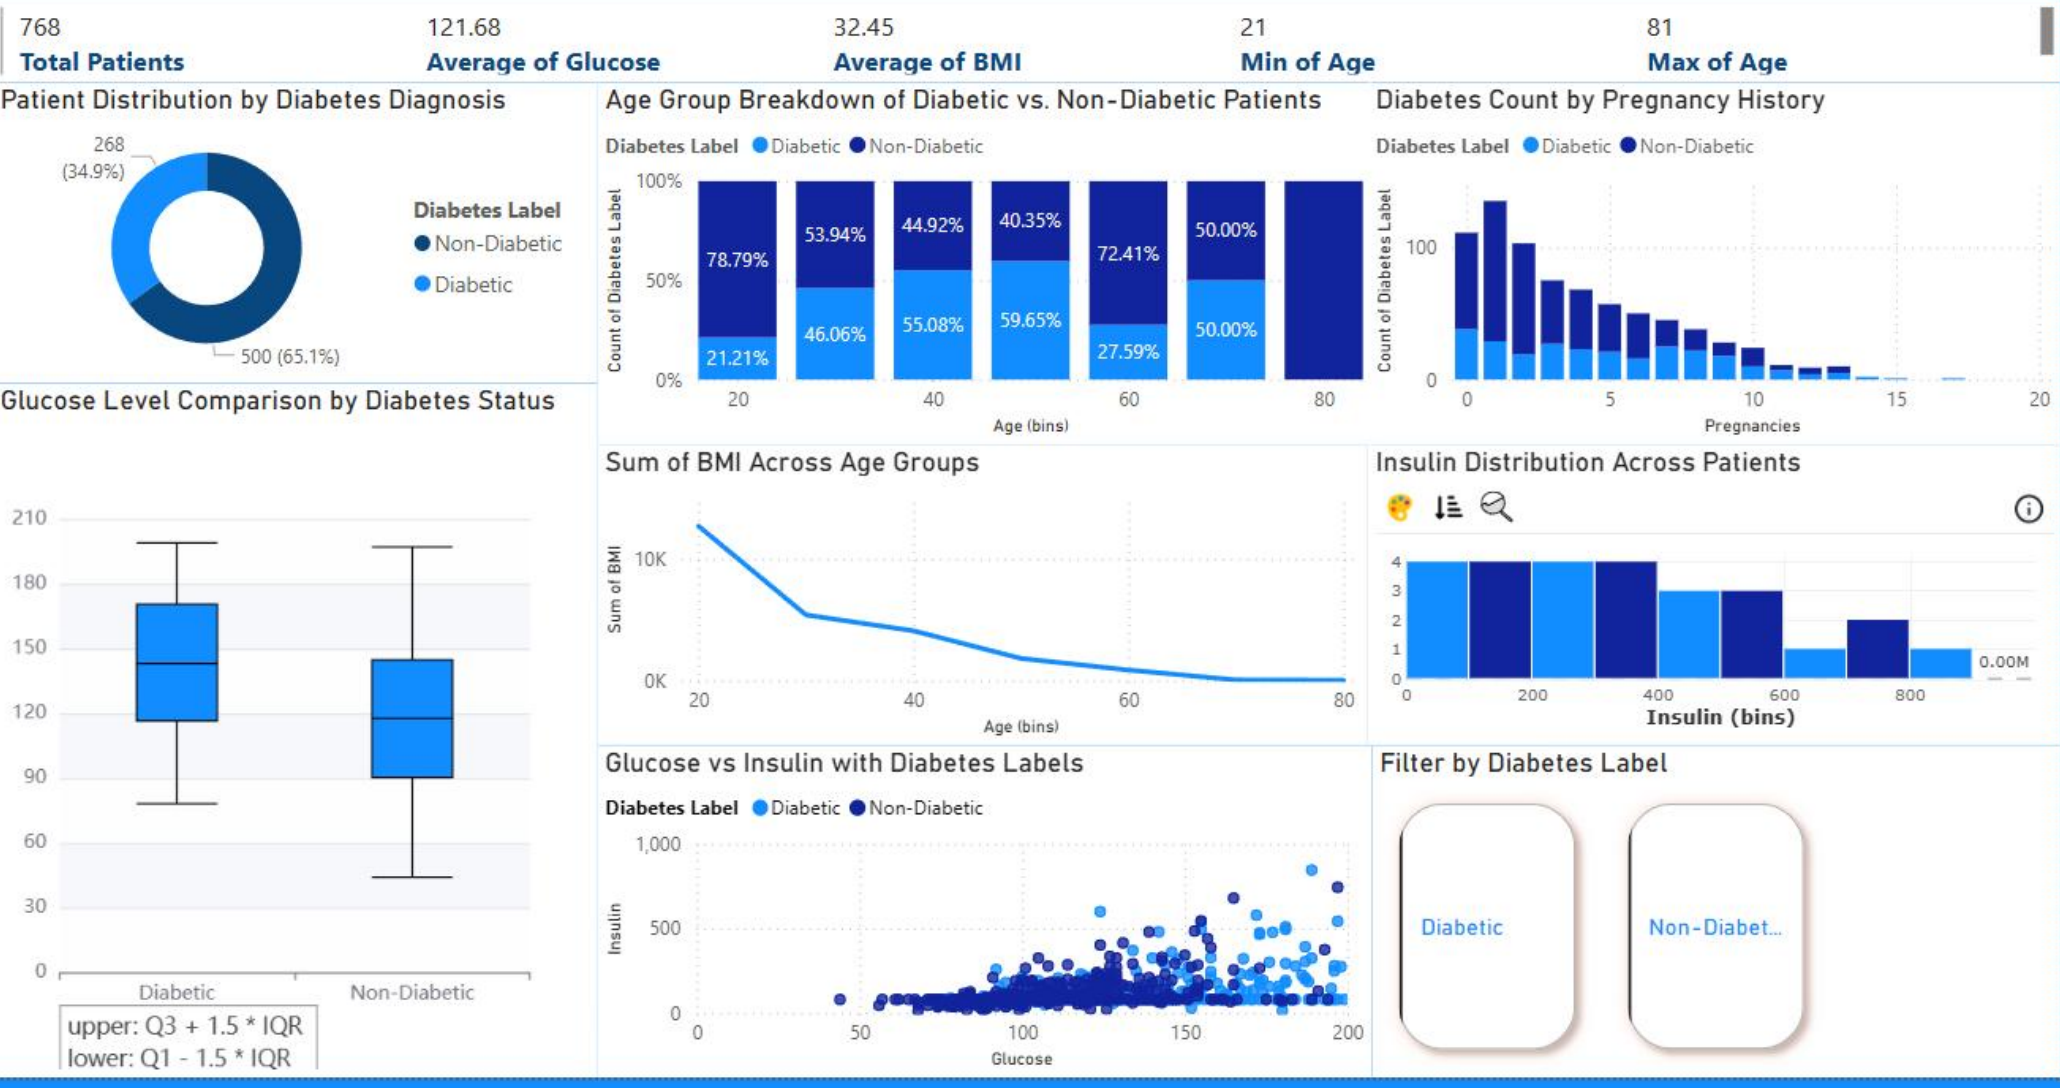 768
Total Patients
121.68
Average of Glucose
32.45
Average of BMI
21
Min of Age
81
Max of Age
Patient Distribution by Diabetes Diagnosis
268
(34.9%)
500 (65.1%)
Diabetes Label
Non-Diabetic
Diabetic
Age Group Breakdown of Diabetic vs. Non-Diabetic Patients
Diabetes Label Diabetic Non-Diabetic
Count of Diabetes Label
100%
50%
0%
78.79%
21.21%
53.94%
46.06%
44.92%
55.08%
40.35%
59.65%
72.41%
27.59%
50.00%
50.00%
20 40 60 80
Age (bins)
Diabetes Count by Pregnancy History
Diabetes Label Diabetic Non-Diabetic
Count of Diabetes Label
100
0
0 5 10 15 20
Pregnancies
Glucose Level Comparison by Diabetes Status
210
180
150
120
90
60
30
0
Diabetic Non-Diabetic
upper: Q3 + 1.5 * IQR
lower: Q1 - 1.5 * IQR
Sum of BMI Across Age Groups
Sum of BMI
10K
0K
20 40 60 80
Age (bins)
Insulin Distribution Across Patients
4
3
2
1
0
0.00M
0 200 400 600 800
Insulin (bins)
Glucose vs Insulin with Diabetes Labels
Diabetes Label Diabetic Non-Diabetic
Insulin
1,000
500
0
0 50 100 150 200
Glucose
Filter by Diabetes Label
Diabetic
Non-Diabet...